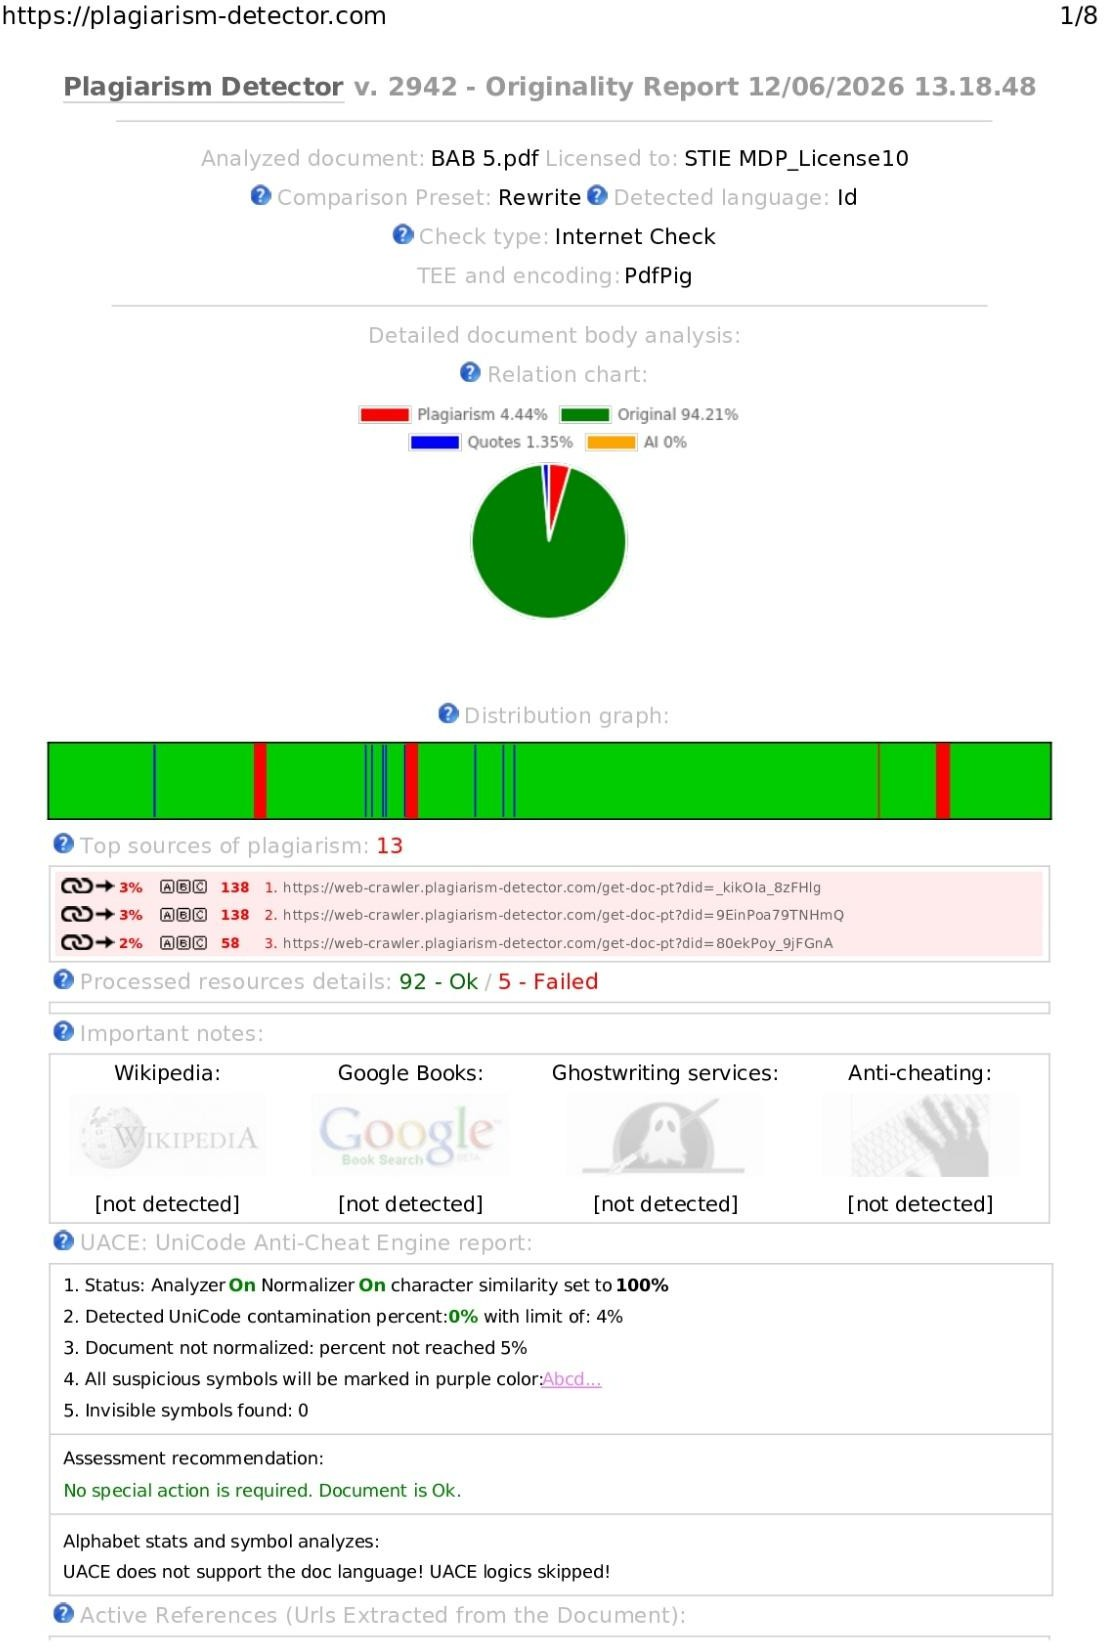 https://plagiarism-detector.com 1/8
Plagiarism Detector v. 2942 - Originality Report 12/06/2026 13.18.48
Analyzed document: BAB 5.pdf Licensed to: STIE MDP_License10
? Comparison Preset: Rewrite ? Detected language: Id
? Check type: Internet Check
TEE and encoding: PdfPig
Detailed document body analysis:
? Relation chart:
Plagiarism 4.44% Original 94.21%
Quotes 1.35% AI 0%
? Distribution graph:
? Top sources of plagiarism: 13
3% ABC 138 1. https://web-crawler.plagiarism-detector.com/get-doc-pt?did=_kikOIa_8zFHIg
3% ABC 138 2. https://web-crawler.plagiarism-detector.com/get-doc-pt?did=9EinPoa79TNHmQ
2% ABC 58 3. https://web-crawler.plagiarism-detector.com/get-doc-pt?did=80ekPoy_9jFGnA
? Processed resources details: 92 - Ok / 5 - Failed
? Important notes:
Wikipedia: Google Books: Ghostwriting services: Anti-cheating:
WIKIPEDIA Google Book Search BETA
[not detected] [not detected] [not detected] [not detected]
? UACE: UniCode Anti-Cheat Engine report:
1. Status: Analyzer On Normalizer On character similarity set to 100%
2. Detected UniCode contamination percent:0% with limit of: 4%
3. Document not normalized: percent not reached 5%
4. All suspicious symbols will be marked in purple color:Abcd...
5. Invisible symbols found: 0
Assessment recommendation:
No special action is required. Document is Ok.
Alphabet stats and symbol analyzes:
UACE does not support the doc language! UACE logics skipped!
? Active References (Urls Extracted from the Document):